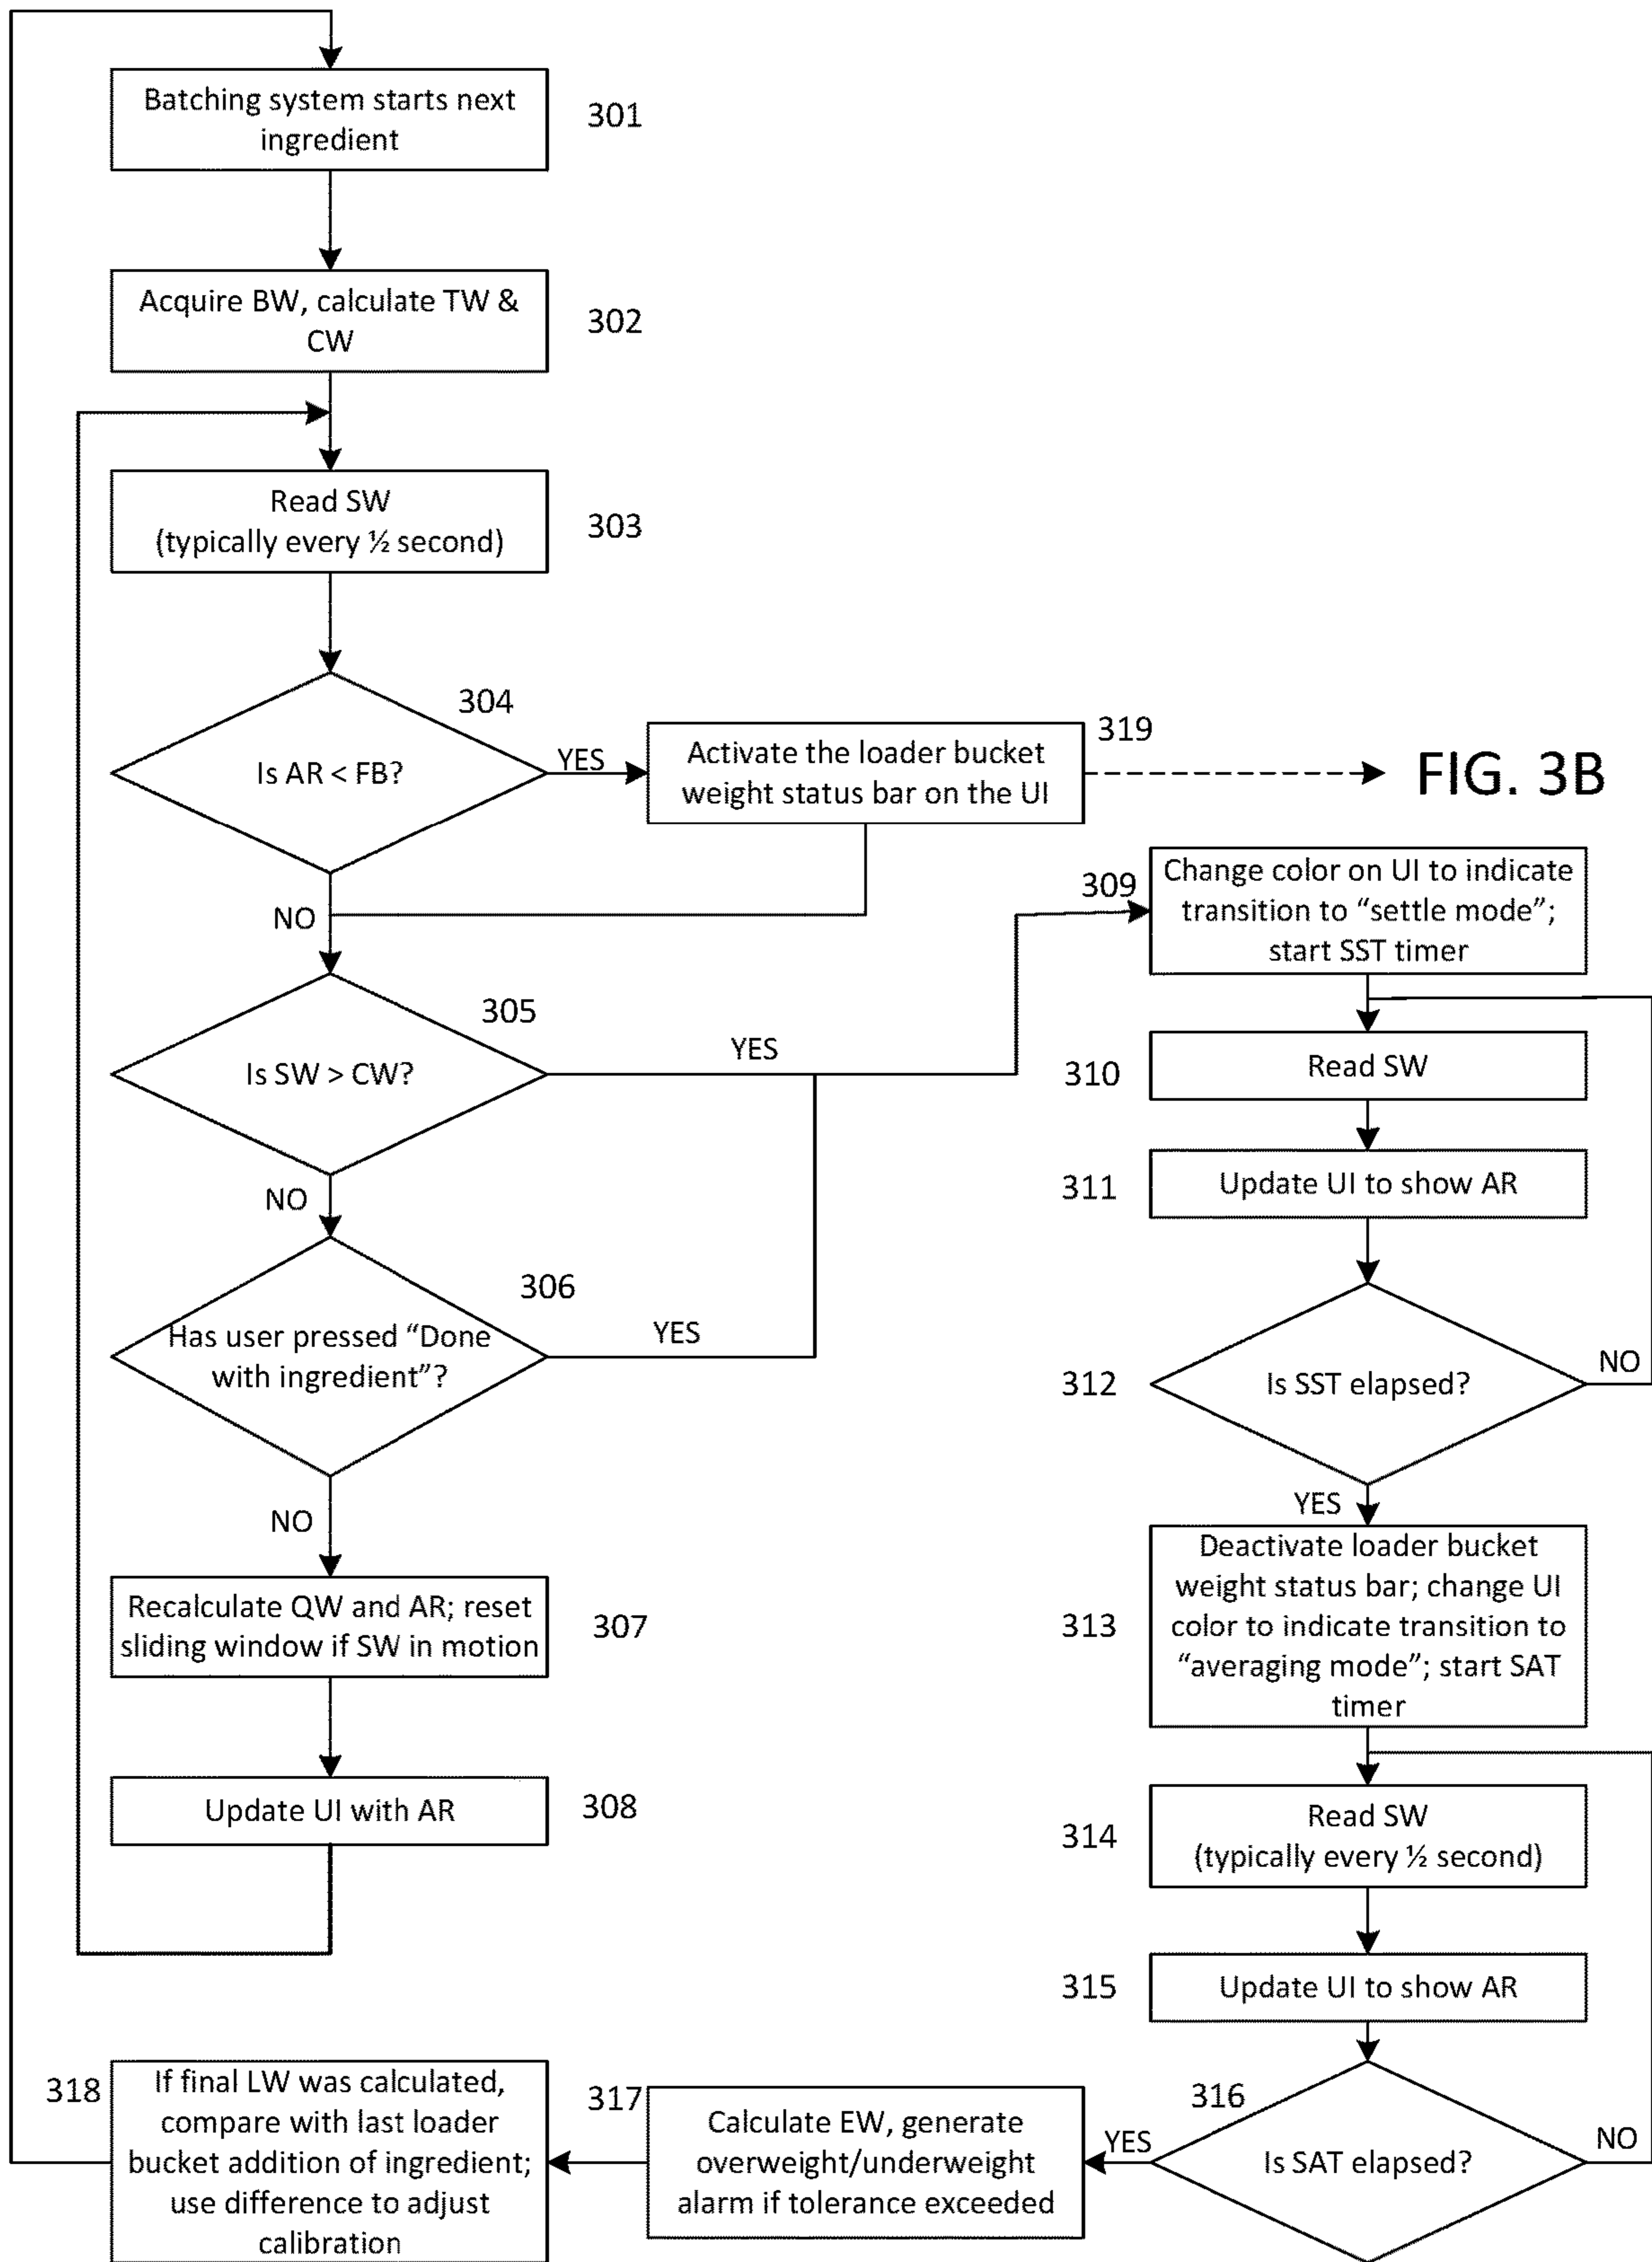 Batching system starts next
ingredient
301
Acquire BW, calculate TW &
CW
302
Read SW
(typically every ½ second)
303
304
Is AR < FB?
YES
Activate the loader bucket
weight status bar on the UI
319
FIG. 3B
NO
305
Is SW > CW?
YES
NO
306
Has user pressed “Done
with ingredient”?
YES
NO
Recalculate QW and AR; reset
sliding window if SW in motion
307
Update UI with AR
308
309
Change color on UI to indicate
transition to “settle mode”;
start SST timer
310
Read SW
311
Update UI to show AR
312
Is SST elapsed?
NO
YES
313
Deactivate loader bucket
weight status bar; change UI
color to indicate transition to
“averaging mode”; start SAT
timer
314
Read SW
(typically every ½ second)
315
Update UI to show AR
316
Is SAT elapsed?
NO
YES
317
Calculate EW, generate
overweight/underweight
alarm if tolerance exceeded
318
If final LW was calculated,
compare with last loader
bucket addition of ingredient;
use difference to adjust
calibration